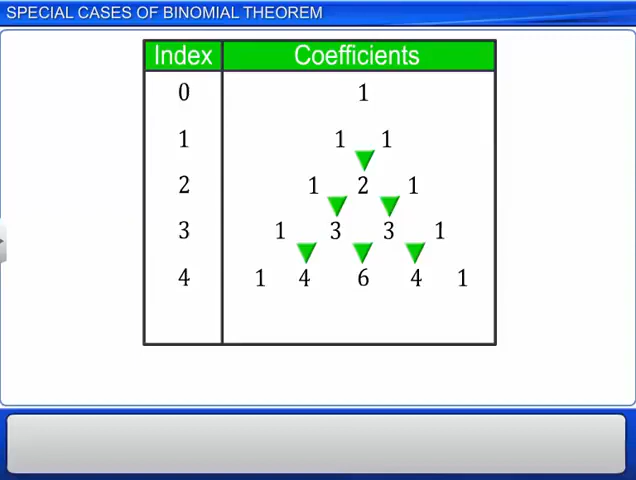 SPECIAL CASES OF BINOMIAL THEOREM
Index Coefficients
0 1
1 1 1
2 1 2 1
3 1 3 3 1
4 1 4 6 4 1